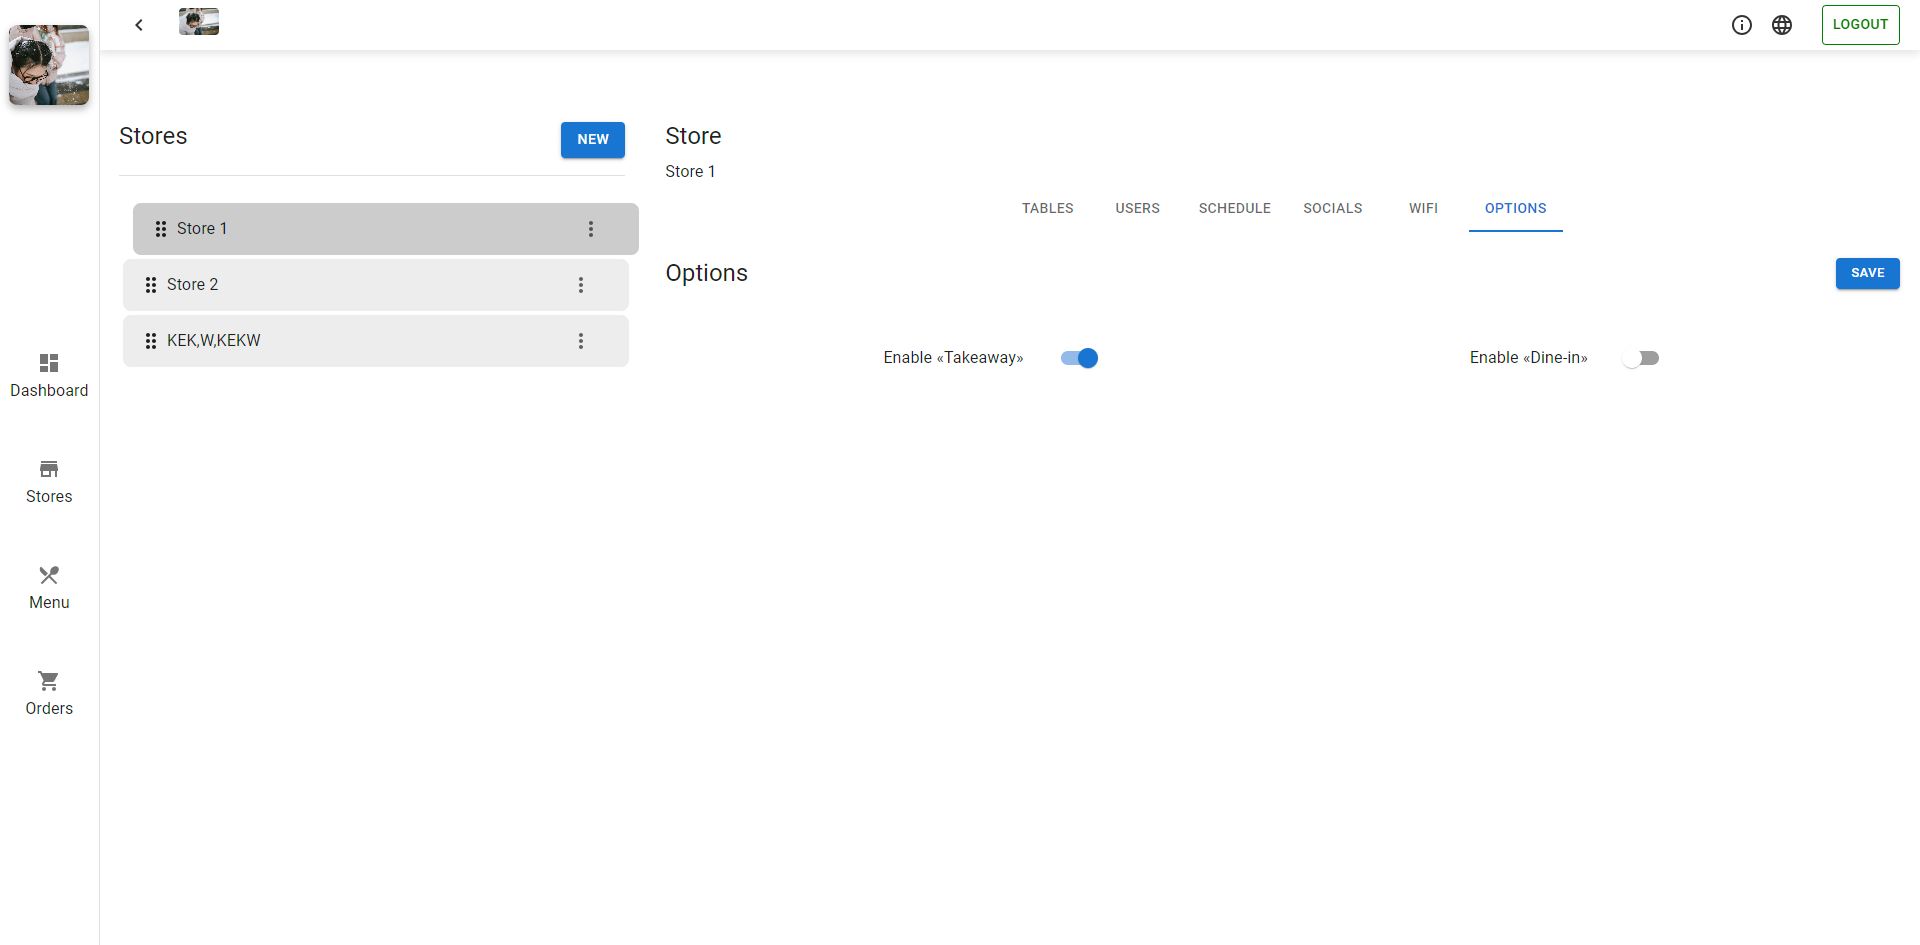 LOGOUT
Stores
NEW
Store 1
Store 2
KEK,W,KEKW
Store
Store 1
TABLES USERS SCHEDULE SOCIALS WIFI OPTIONS
Options
SAVE
Enable «Takeaway» Enable «Dine-in»
Dashboard
Stores
Menu
Orders